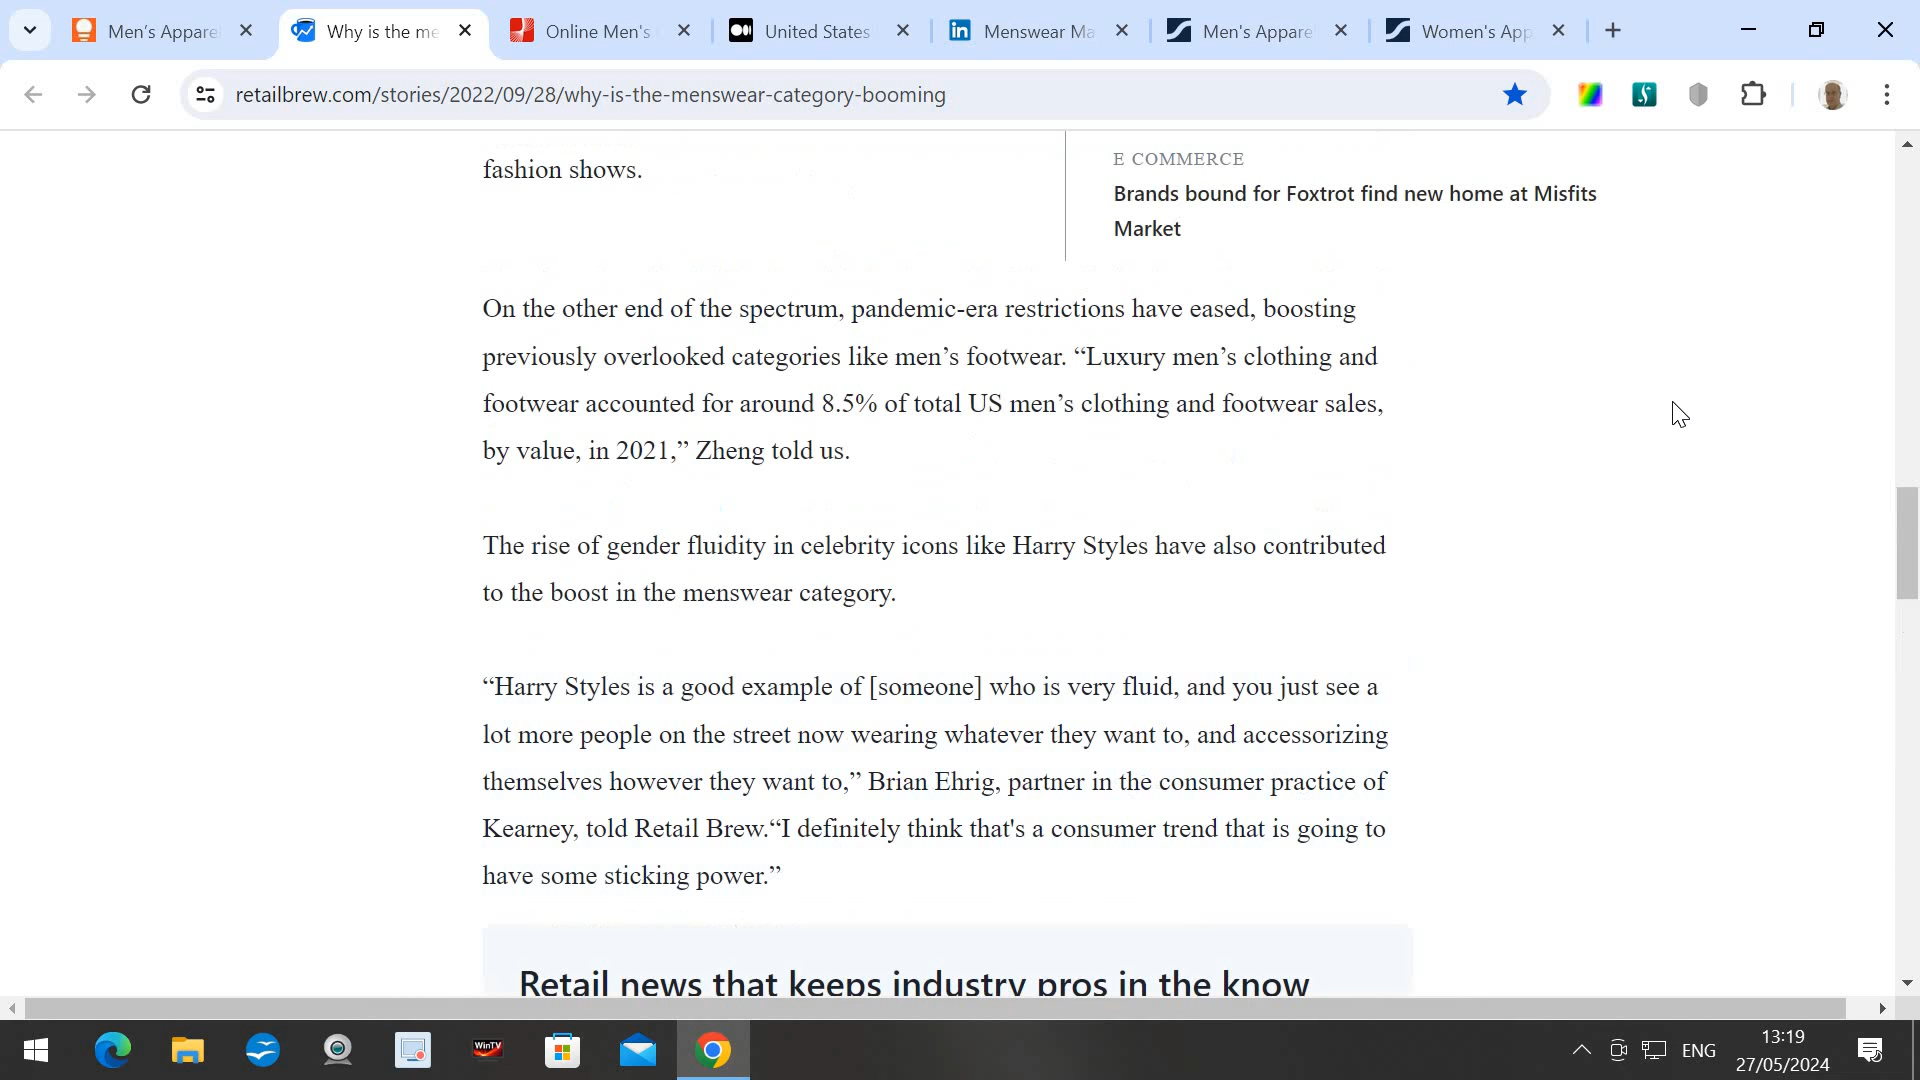 Men's Appare
Why is the me
Online Men's
United States
Menswear Ma
Men's Appare
Women's App
retailbrew.com/stories/2022/09/28/why-is-the-menswear-category-booming
fashion shows.
E COMMERCE
Brands bound for Foxtrot find new home at Misfits
Market
On the other end of the spectrum, pandemic-era restrictions have eased, boosting
previously overlooked categories like men’s footwear. “Luxury men’s clothing and
footwear accounted for around 8.5% of total US men’s clothing and footwear sales,
by value, in 2021,” Zheng told us.
The rise of gender fluidity in celebrity icons like Harry Styles have also contributed
to the boost in the menswear category.
“Harry Styles is a good example of [someone] who is very fluid, and you just see a
lot more people on the street now wearing whatever they want to, and accessorizing
themselves however they want to,” Brian Ehrig, partner in the consumer practice of
Kearney, told Retail Brew.“I definitely think that's a consumer trend that is going to
have some sticking power.”
Retail news that keeps industry pros in the know
WinTV
ENG
13:19
27/05/2024